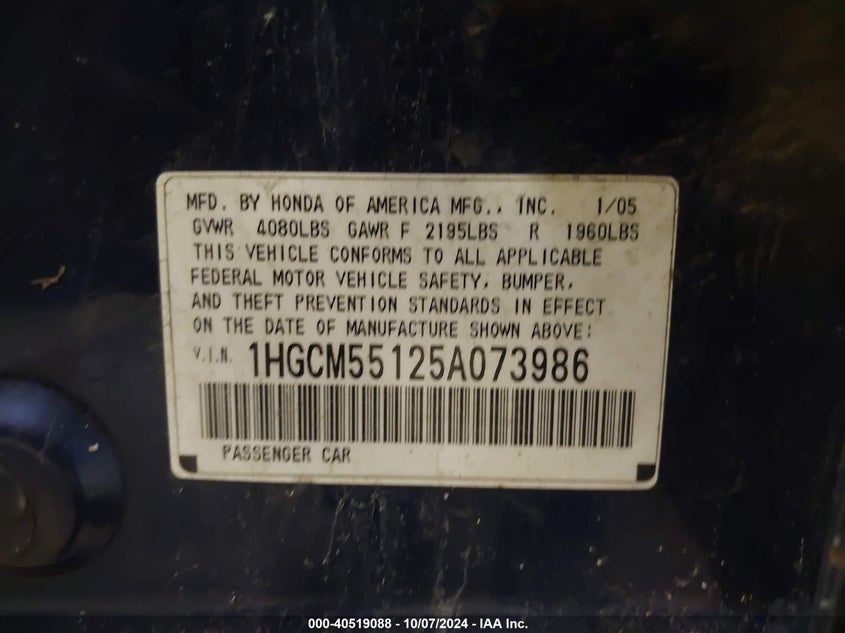 MFD. BY HONDA OF AMERICA MFG., INC. 1/05
GVWR 4080LBS GAWR F 2195LBS R 1960LBS
THIS VEHICLE CONFORMS TO ALL APPLICABLE
FEDERAL MOTOR VEHICLE SAFETY, BUMPER,
AND THEFT PREVENTION STANDARDS IN EFFECT
ON THE DATE OF MANUFACTURE SHOWN ABOVE:
V.I.N. 1HGCM55125A073986
PASSENGER CAR
000-40519088 - 10/07/2024 - IAA Inc.